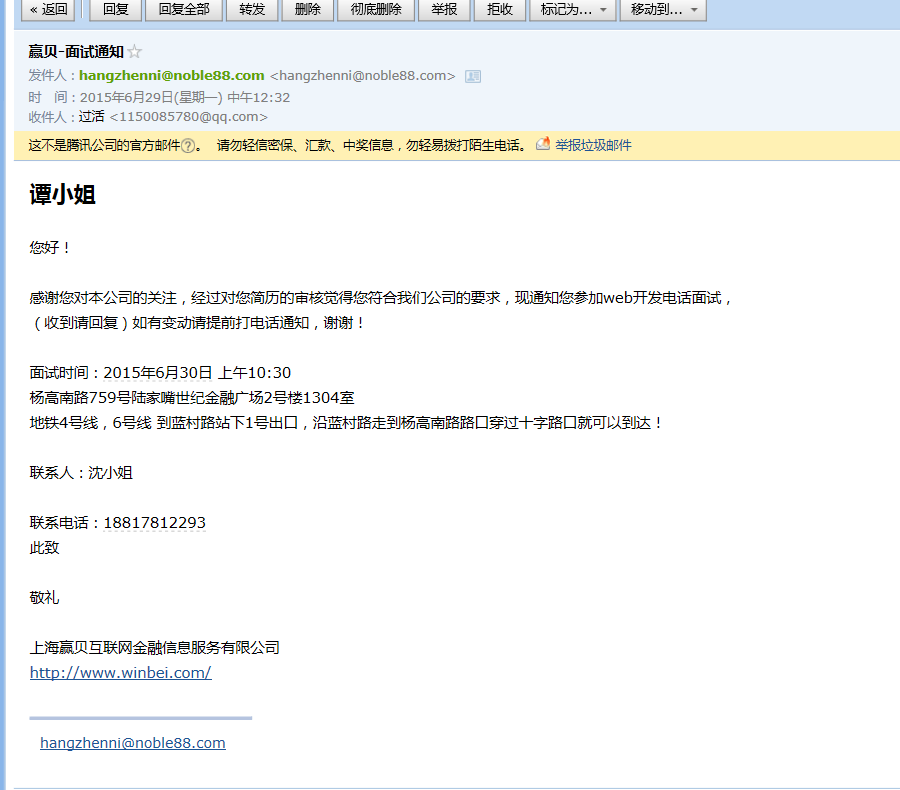 « 返回 回复 回复全部 转发 删除 彻底删除 举报 拒收 标记为... 移动到...
赢贝-面试通知
发件人：hangzhenni@noble88.com <hangzhenni@noble88.com>
时 间：2015年6月29日(星期一) 中午12:32
收件人：过活 <1150085780@qq.com>
这不是腾讯公司的官方邮件?。 请勿轻信密保、汇款、中奖信息，勿轻易拨打陌生电话。 举报垃圾邮件
谭小姐
您好！
感谢您对本公司的关注，经过对您简历的审核觉得您符合我们公司的要求，现通知您参加web开发电话面试，
（收到请回复）如有变动请提前打电话通知，谢谢！
面试时间：2015年6月30日 上午10:30
杨高南路759号陆家嘴世纪金融广场2号楼1304室
地铁4号线，6号线 到蓝村路站下1号出口，沿蓝村路走到杨高南路路口穿过十字路口就可以到达！
联系人：沈小姐
联系电话：18817812293
此致
敬礼
上海赢贝互联网金融信息服务有限公司
http://www.winbei.com/
hangzhenni@noble88.com